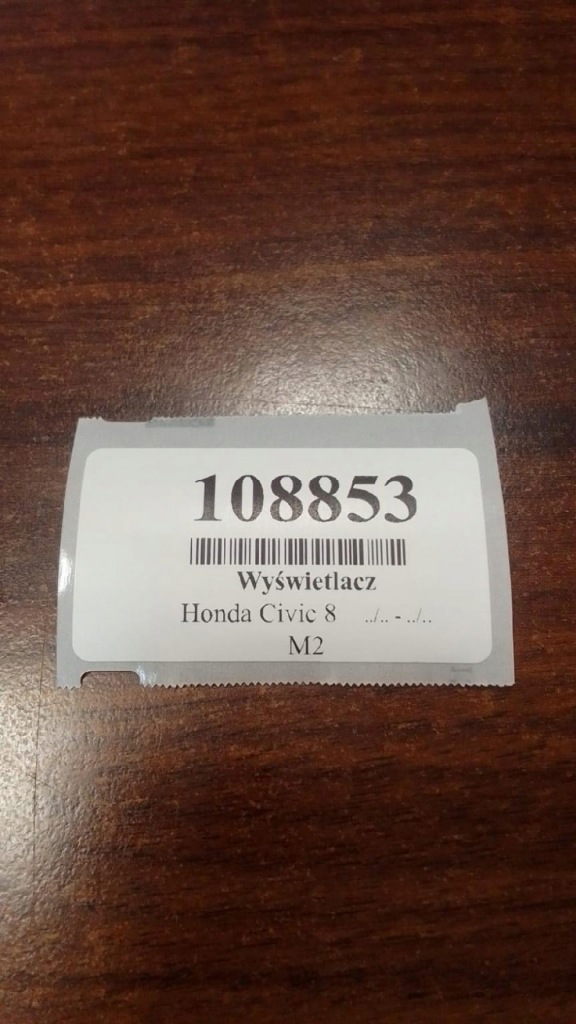 108853
Wyświetlacz
Honda Civic 8 ../.. - ../..
M2